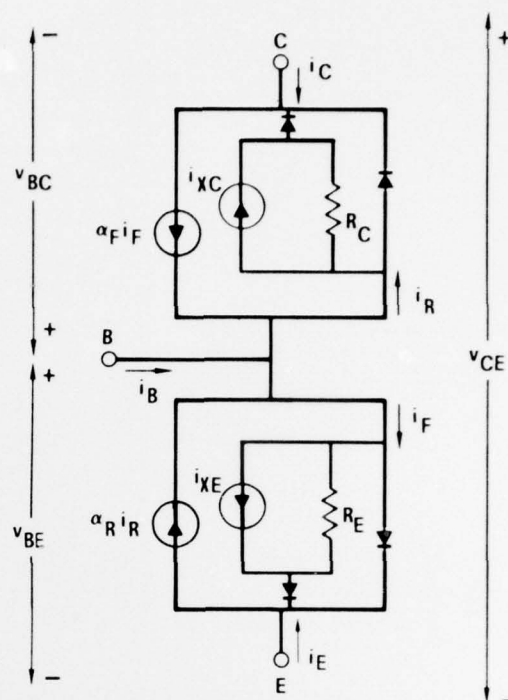 −
+
C
i_C
v_BC
i_XC
R_C
α_F i_F
i_R
+
B
v_CE
+
i_B
i_F
i_XE
R_E
α_R i_R
v_BE
i_E
−
E
−